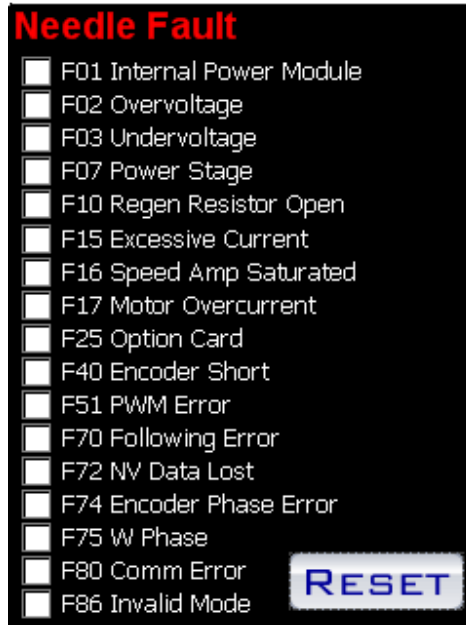 Needle Fault
F01 Internal Power Module
F02 Overvoltage
F03 Undervoltage
F07 Power Stage
F10 Regen Resistor Open
F15 Excessive Current
F16 Speed Amp Saturated
F17 Motor Overcurrent
F25 Option Card
F40 Encoder Short
F51 PWM Error
F70 Following Error
F72 NV Data Lost
F74 Encoder Phase Error
F75 W Phase
F80 Comm Error
F86 Invalid Mode
RESET